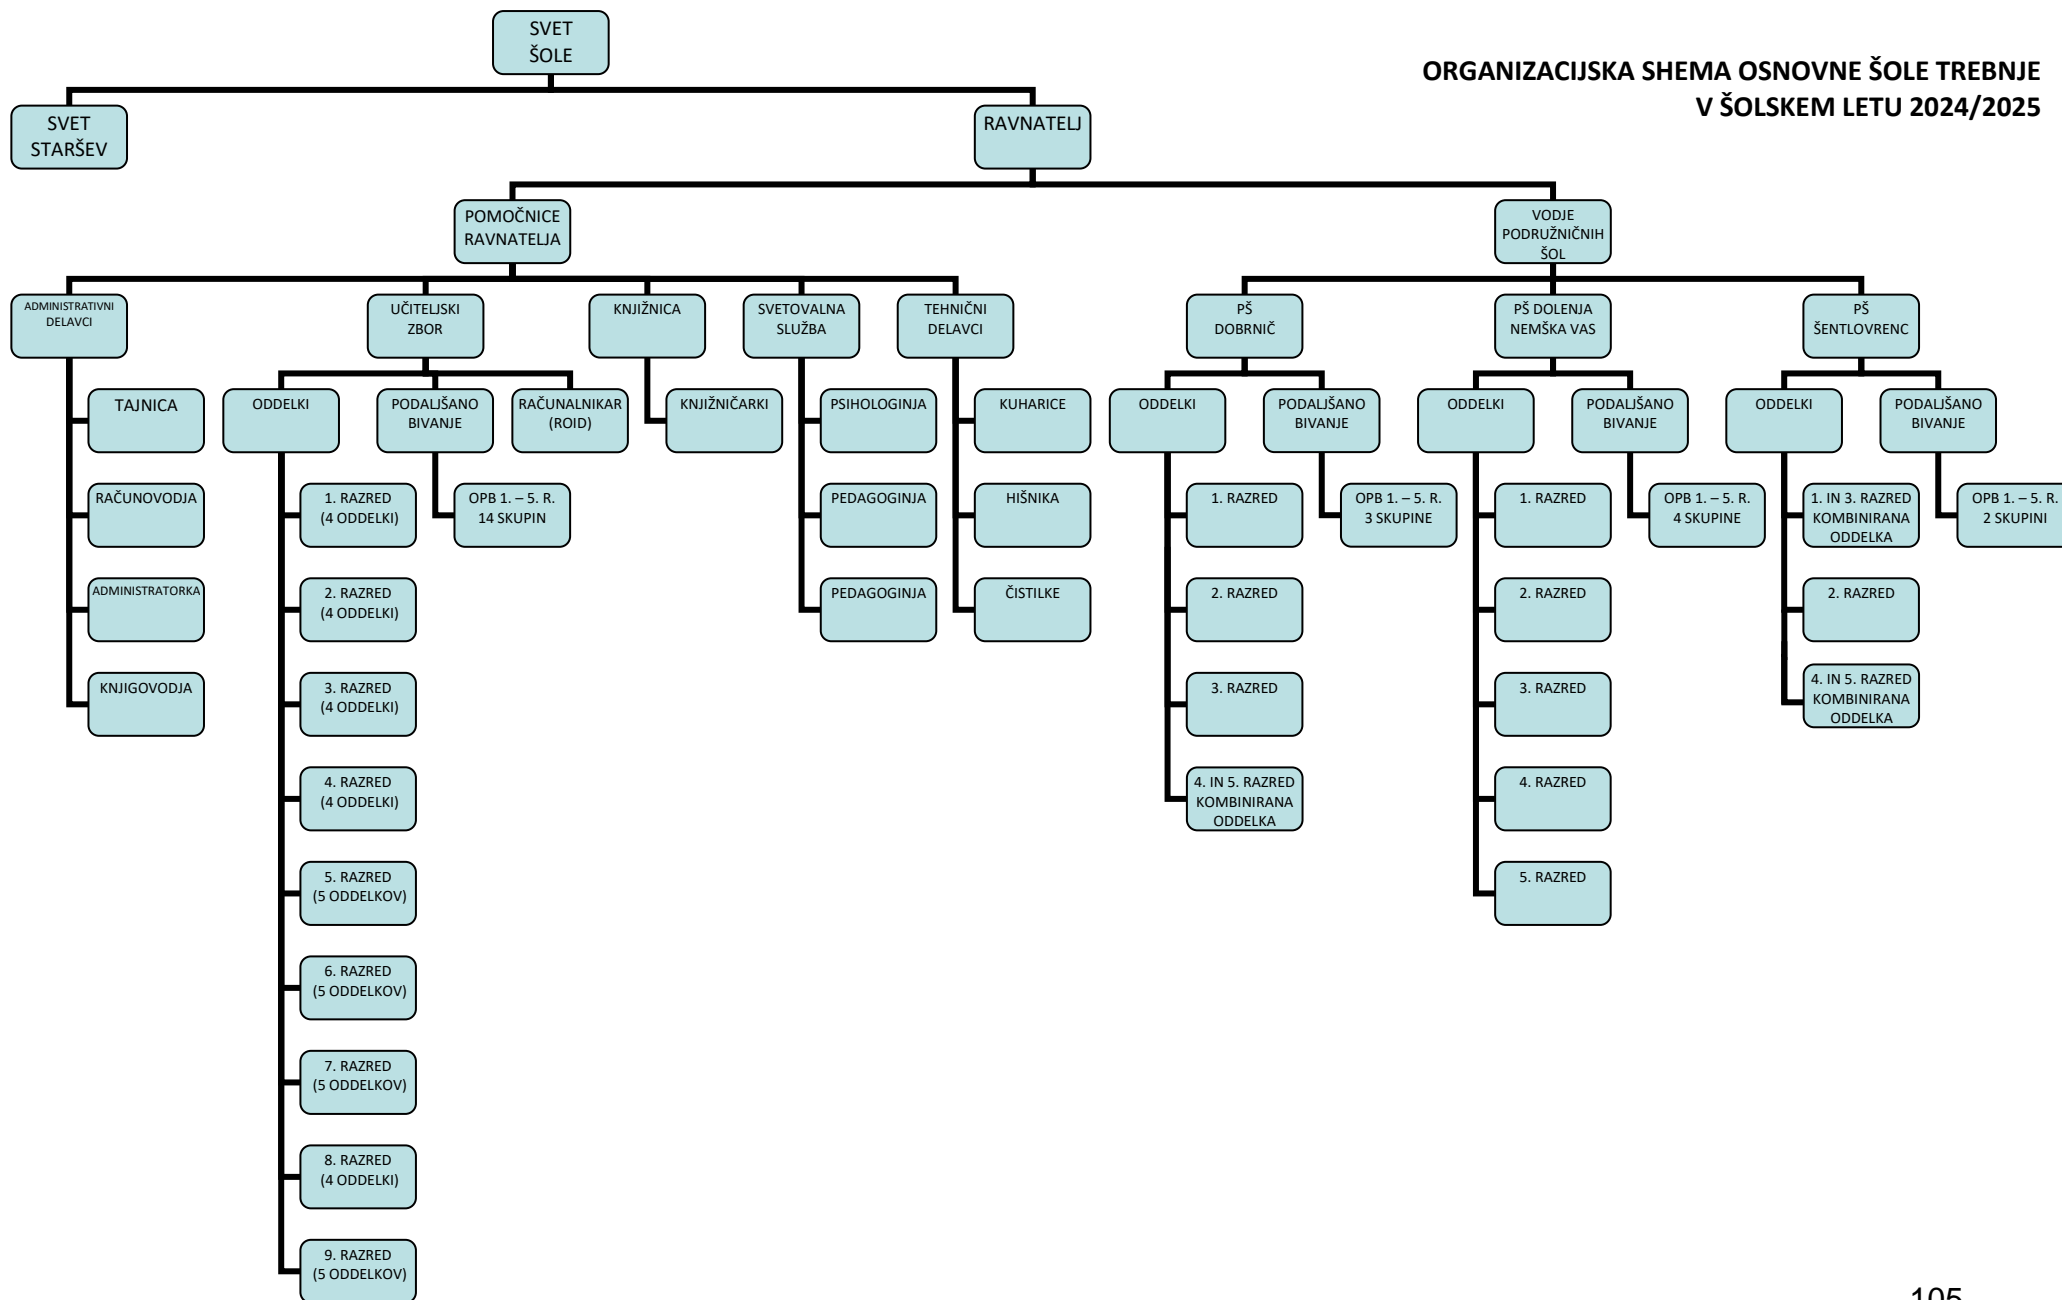 SVET
ŠOLE
ORGANIZACIJSKA SHEMA OSNOVNE ŠOLE TREBNJE
V ŠOLSKEM LETU 2024/2025
SVET
STARŠEV
RAVNATELJ
POMOČNICE
RAVNATELJA
VODJE
PODRUŽNIČNIH
ŠOL
ADMINISTRATIVNI
DELAVCI
UČITELJSKI
ZBOR
KNJIŽNICA
SVETOVALNA
SLUŽBA
TEHNIČNI
DELAVCI
PŠ
DOBRNIČ
PŠ DOLENJA
NEMŠKA VAS
PŠ
ŠENTLOVRENC
TAJNICA
ODDELKI
PODALJŠANO
BIVANJE
RAČUNALNIKAR
(ROID)
KNJIŽNIČARKI
PSIHOLOGINJA
KUHARICE
ODDELKI
PODALJŠANO
BIVANJE
ODDELKI
PODALJŠANO
BIVANJE
ODDELKI
PODALJŠANO
BIVANJE
RAČUNOVODJA
1. RAZRED
(4 ODDELKI)
OPB 1. – 5. R.
14 SKUPIN
PEDAGOGINJA
HIŠNIKA
1. RAZRED
OPB 1. – 5. R.
3 SKUPINE
1. RAZRED
OPB 1. – 5. R.
4 SKUPINE
1. IN 3. RAZRED
KOMBINIRANA
ODDELKA
OPB 1. – 5. R.
2 SKUPINI
ADMINISTRATORKA
2. RAZRED
(4 ODDELKI)
PEDAGOGINJA
ČISTILKE
2. RAZRED
2. RAZRED
2. RAZRED
KNJIGOVODJA
3. RAZRED
(4 ODDELKI)
3. RAZRED
3. RAZRED
4. IN 5. RAZRED
KOMBINIRANA
ODDELKA
4. RAZRED
(4 ODDELKI)
4. IN 5. RAZRED
KOMBINIRANA
ODDELKA
4. RAZRED
5. RAZRED
(5 ODDELKOV)
5. RAZRED
6. RAZRED
(5 ODDELKOV)
7. RAZRED
(5 ODDELKOV)
8. RAZRED
(4 ODDELKI)
9. RAZRED
(5 ODDELKOV)
105